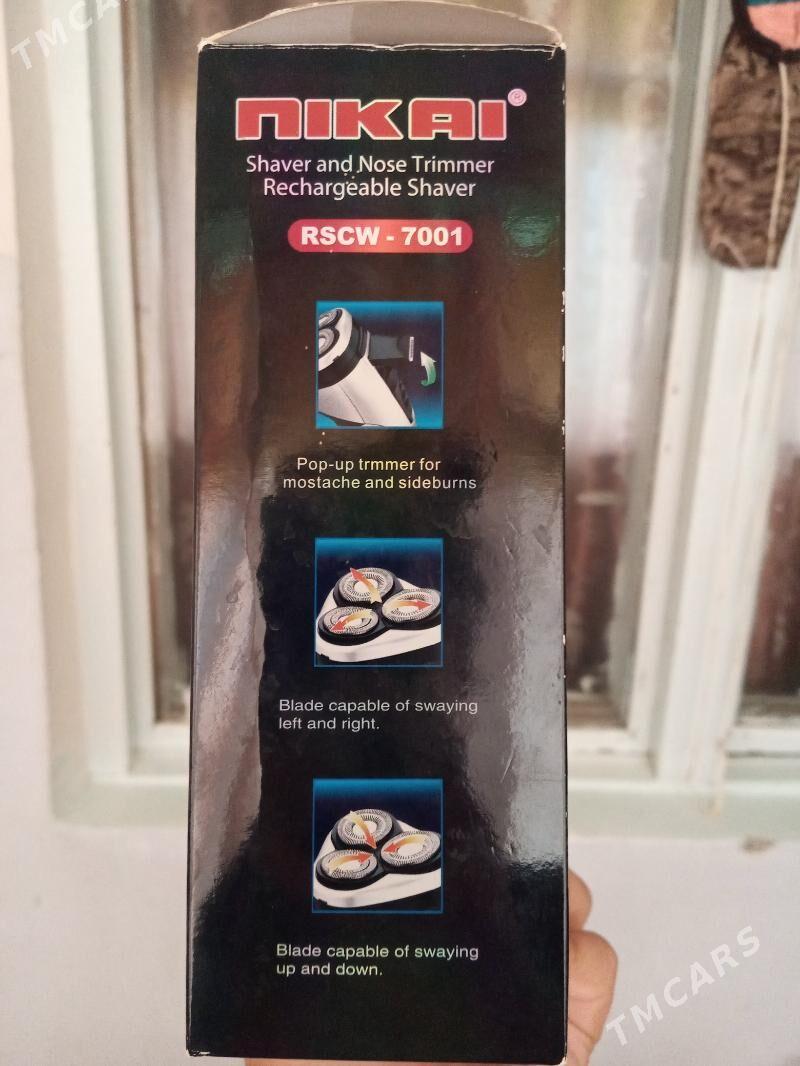 TMCARS
NIKAI®
Shaver and Nose Trimmer
Rechargeable Shaver
RSCW - 7001
Pop-up trmmer for
mostache and sideburns
Blade capable of swaying
left and right.
Blade capable of swaying
up and down.
TMCARS